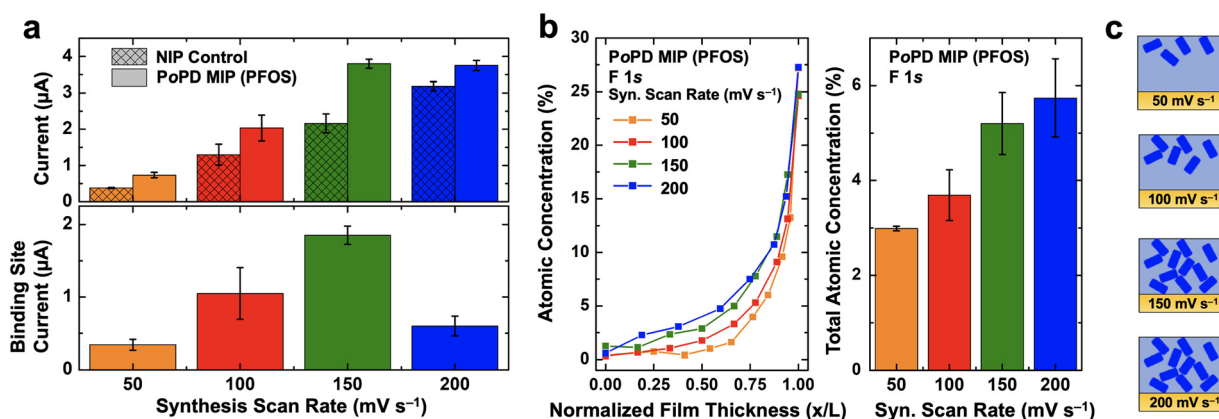 a
NIP Control
PoPD MIP (PFOS)
Current (µA)
4
3
2
1
0
Binding Site
Current (µA)
2
1
0
50
100
150
200
Synthesis Scan Rate (mV s⁻¹)
b
PoPD MIP (PFOS)
F 1s
Syn. Scan Rate (mV s⁻¹)
50
100
150
200
Atomic Concentration (%)
30
25
20
15
10
5
0
0.00
0.25
0.50
0.75
1.00
Normalized Film Thickness (x/L)
PoPD MIP (PFOS)
F 1s
Total Atomic Concentration (%)
8
6
4
2
50
100
150
200
Syn. Scan Rate (mV s⁻¹)
c
50 mV s⁻¹
100 mV s⁻¹
150 mV s⁻¹
200 mV s⁻¹